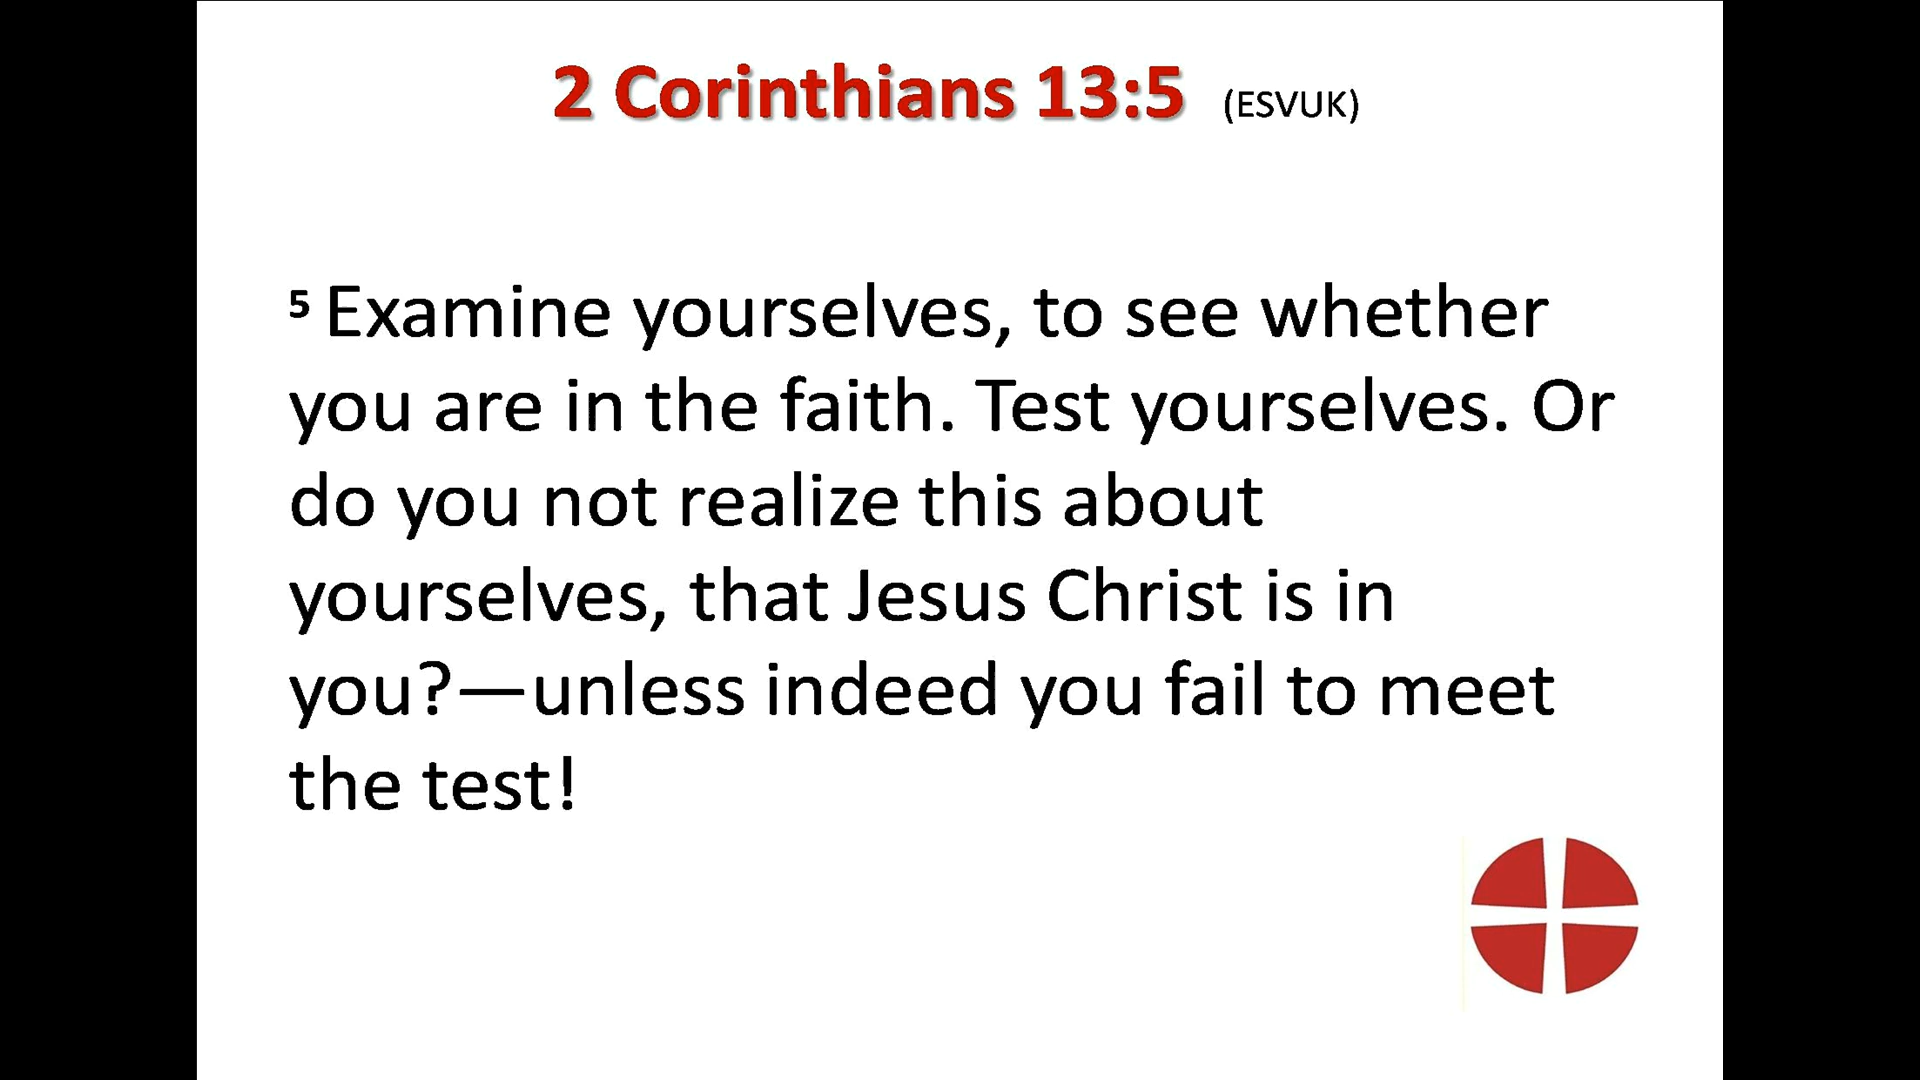 2 Corinthians 13:5 (ESVUK)
5 Examine yourselves, to see whether
you are in the faith. Test yourselves. Or
do you not realize this about
yourselves, that Jesus Christ is in
you?—unless indeed you fail to meet
the test!